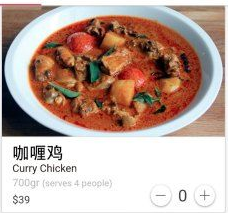 咖喱鸡
Curry Chicken
700gr (serves 4 people)
$39
0